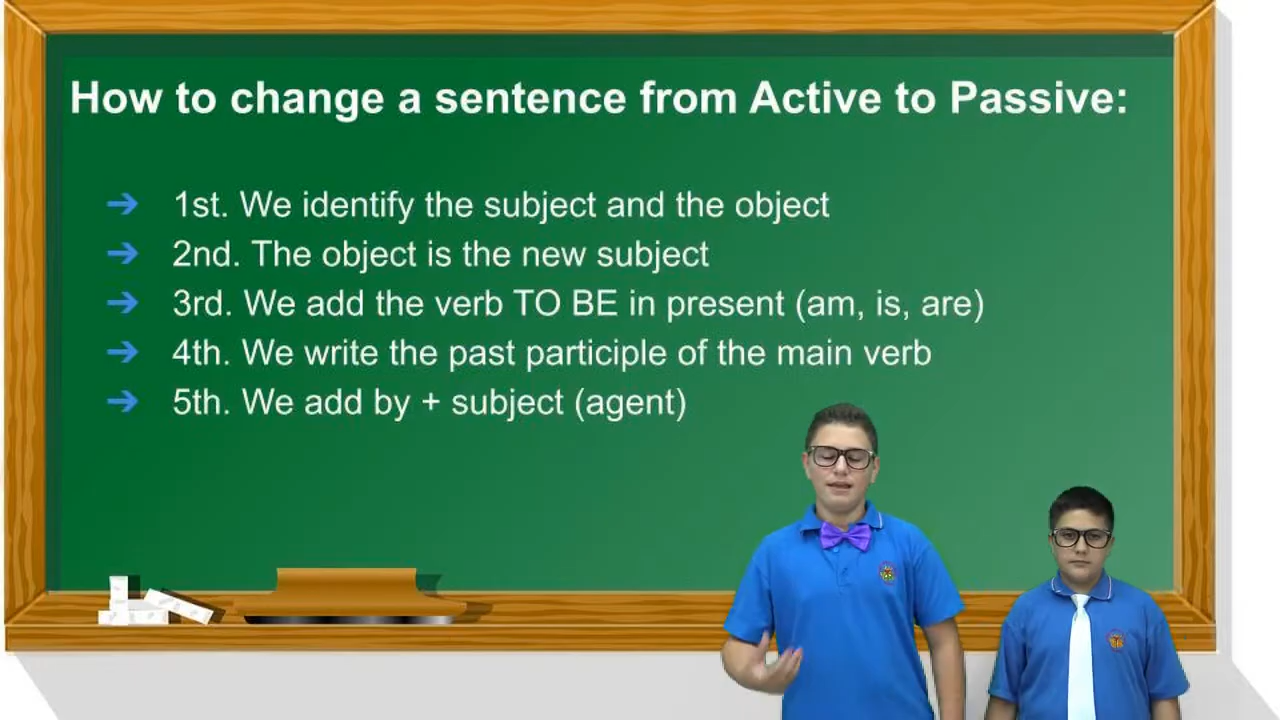 How to change a sentence from Active to Passive:
➔ 1st. We identify the subject and the object
➔ 2nd. The object is the new subject
➔ 3rd. We add the verb TO BE in present (am, is, are)
➔ 4th. We write the past participle of the main verb
➔ 5th. We add by + subject (agent)